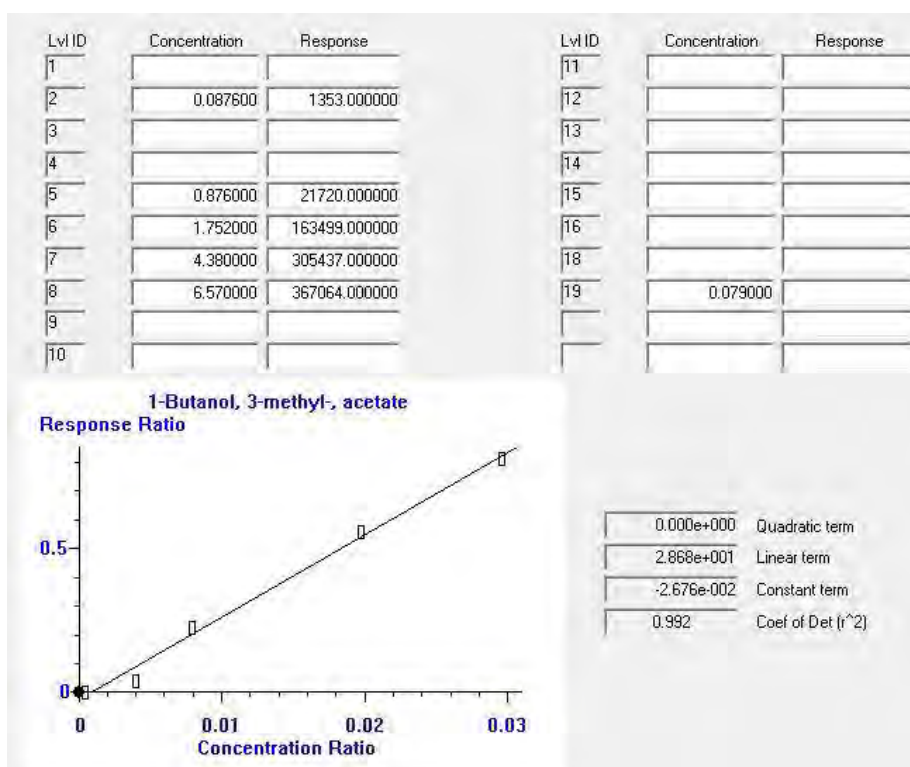 Lvl ID Concentration Response Lvl ID Concentration Response
1 11
2 0.087600 1353.000000 12
3 13
4 14
5 0.876000 21720.000000 15
6 1.752000 163499.000000 16
7 4.380000 305437.000000 18
8 6.570000 367064.000000 19 0.079000
9
10
1-Butanol, 3-methyl-, acetate
Response Ratio
0.5
0
0 0.01 0.02 0.03
Concentration Ratio
0.000e+000 Quadratic term
2.868e+001 Linear term
-2.676e-002 Constant term
0.992 Coef of Det (r^2)